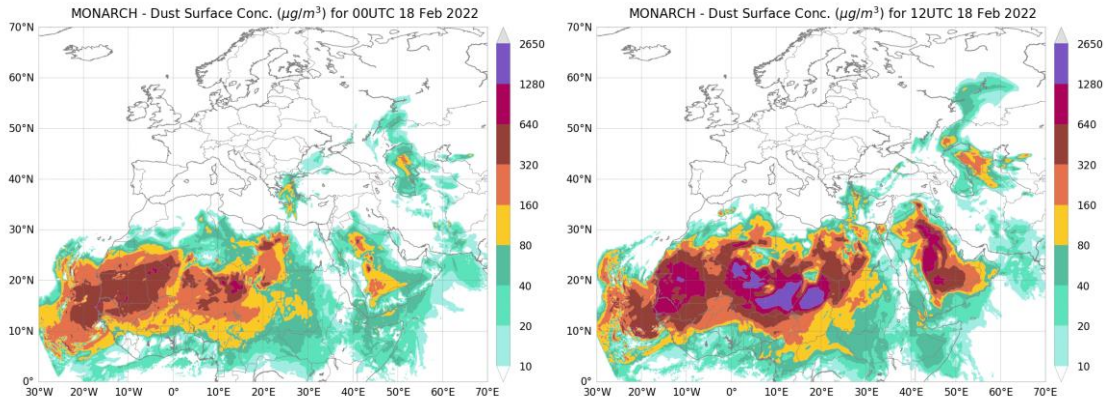 MONARCH - Dust Surface Conc. (μg/m³) for 00UTC 18 Feb 2022
70°N
60°N
50°N
40°N
30°N
20°N
10°N
0°
30°W 20°W 10°W 0° 10°E 20°E 30°E 40°E 50°E 60°E 70°E
2650
1280
640
320
160
80
40
20
10
MONARCH - Dust Surface Conc. (μg/m³) for 12UTC 18 Feb 2022
70°N
60°N
50°N
40°N
30°N
20°N
10°N
0°
30°W 20°W 10°W 0° 10°E 20°E 30°E 40°E 50°E 60°E 70°E
2650
1280
640
320
160
80
40
20
10